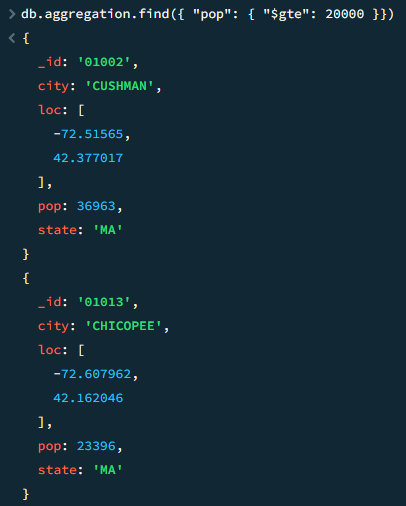 > db.aggregation.find({ "pop": { "$gte": 20000 }})
< {
_id: '01002',
city: 'CUSHMAN',
loc: [
-72.51565,
42.377017
],
pop: 36963,
state: 'MA'
}
{
_id: '01013',
city: 'CHICOPEE',
loc: [
-72.607962,
42.162046
],
pop: 23396,
state: 'MA'
}